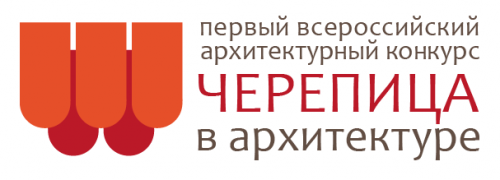 первый всероссийский
архитектурный конкурс
ЧЕРЕПИЦА
в архитектуре